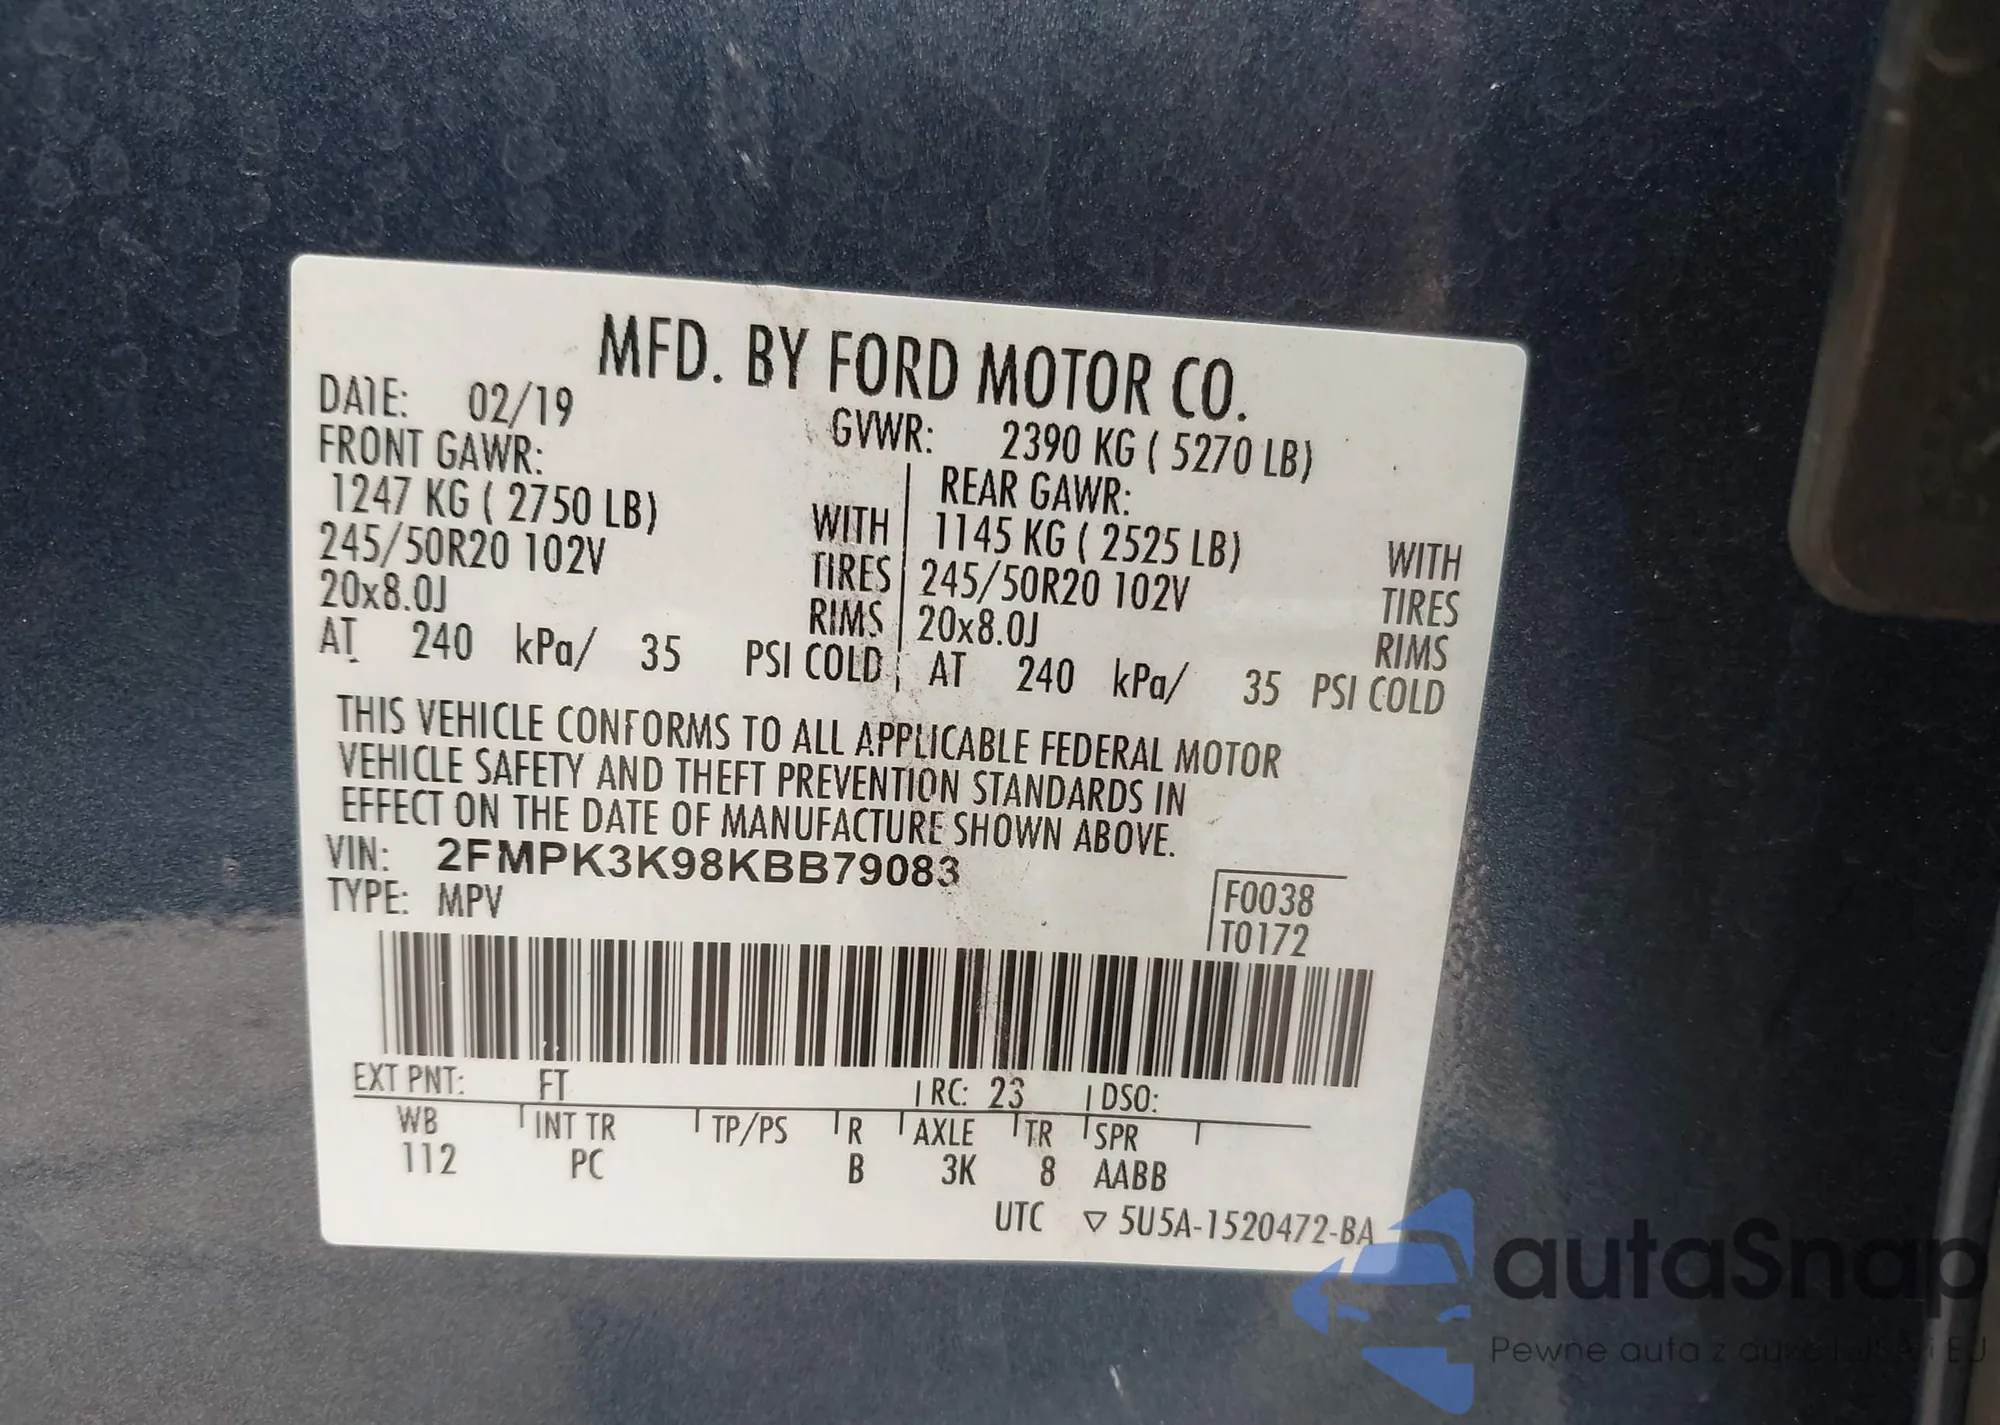 MFD. BY FORD MOTOR CO.
DATE: 02/19 GVWR: 2390 KG ( 5270 LB)
FRONT GAWR: REAR GAWR:
1247 KG ( 2750 LB) WITH 1145 KG ( 2525 LB) WITH
245/50R20 102V TIRES 245/50R20 102V TIRES
20x8.0J RIMS 20x8.0J RIMS
AT 240 kPa/ 35 PSI COLD AT 240 kPa/ 35 PSI COLD
THIS VEHICLE CONFORMS TO ALL APPLICABLE FEDERAL MOTOR
VEHICLE SAFETY AND THEFT PREVENTION STANDARDS IN
EFFECT ON THE DATE OF MANUFACTURE SHOWN ABOVE.
VIN: 2FMPK3K98KBB79083
TYPE: MPV
F0038
T0172
EXT PNT: FT RC: 23 DSO:
WB INT TR TP/PS R AXLE TR SPR
112 PC B 3K 8 AABB
UTC ▽ 5U5A-1520472-BA
autaSnap
Pewne auta z